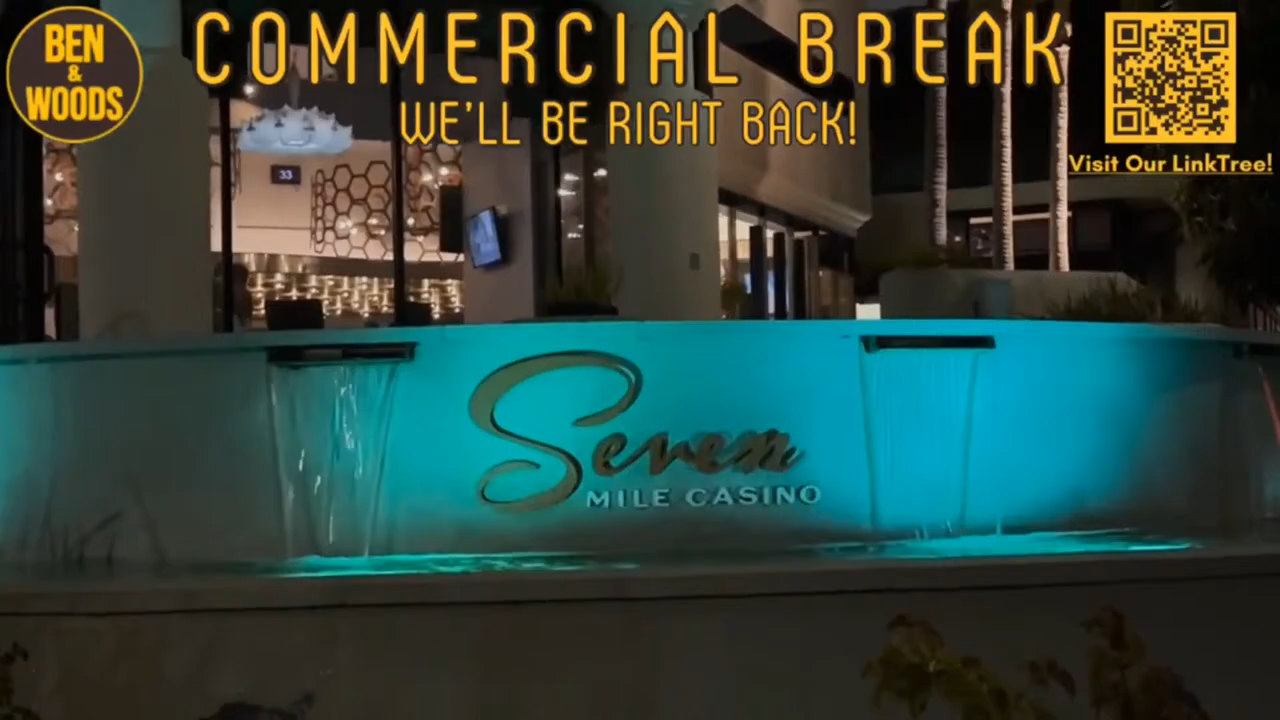 BEN
&
WOODS
COMMERCIAL BREAK
WE'LL BE RIGHT BACK!
Visit Our LinkTree!
33
Seven
MILE CASINO